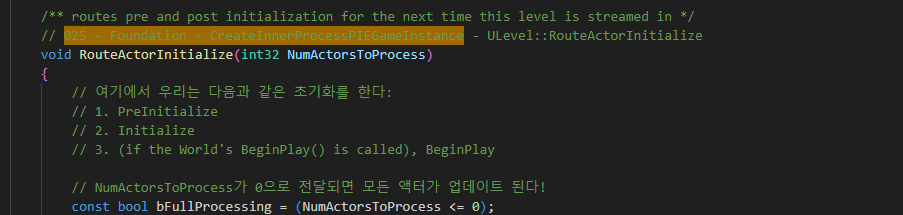 /** routes pre and post initialization for the next time this level is streamed in */
// 025 - Foundation - CreateInnerProcessPIEGameInstance - ULevel::RouteActorInitialize
void RouteActorInitialize(int32 NumActorsToProcess)
{
// 여기에서 우리는 다음과 같은 초기화를 한다:
// 1. PreInitialize
// 2. Initialize
// 3. (if the World's BeginPlay() is called), BeginPlay
// NumActorsToProcess가 0으로 전달되면 모든 액터가 업데이트 된다!
const bool bFullProcessing = (NumActorsToProcess <= 0);